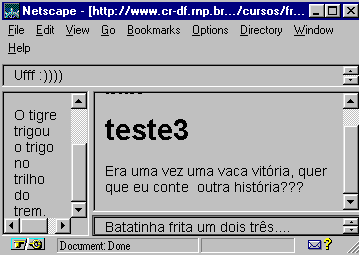 Netscape - [http://www.cr-df.rnp.br.../cursos/fr...
File Edit View Go Bookmarks Options Directory Window
Help
Ufff :))))
O tigre
trigou
o trigo
no
trilho
do
trem.
teste3
Era uma vez uma vaca vitória, quer
que eu conte outra história???
Batatinha frita um dois três....
Document: Done